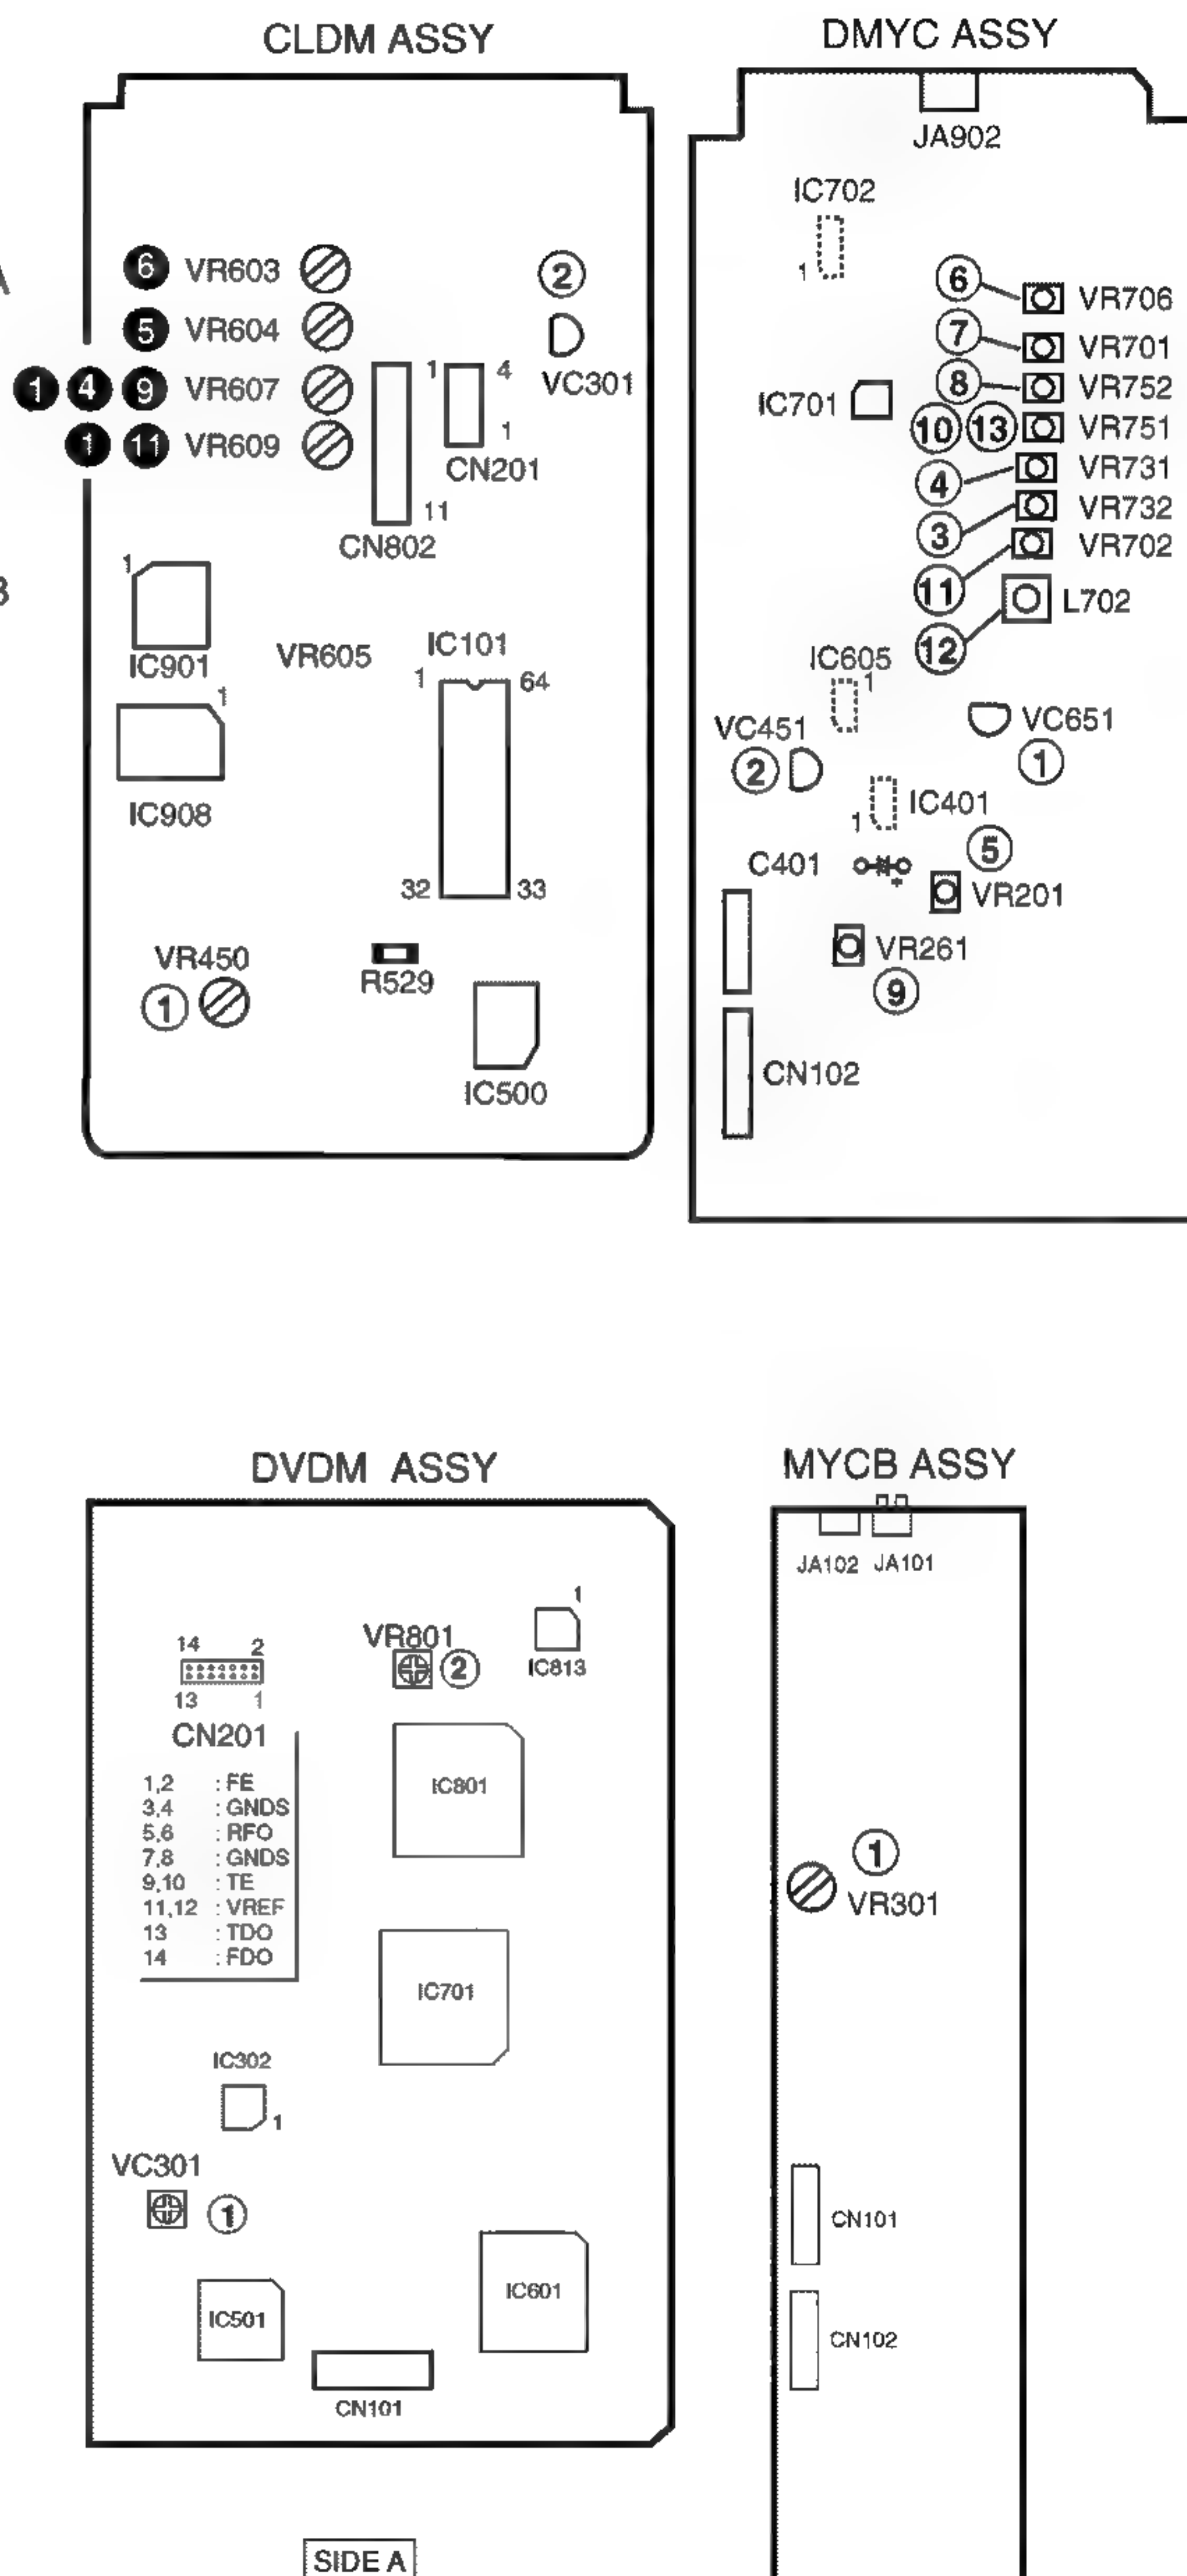 CLDM ASSY
6 VR603
5 VR604
1 4 9 VR607
1 11 VR609
2
VC301
1 4
1
CN201
11
CN802
1
IC901
1
IC908
VR605
IC101
1 64
32 33
VR450
1
R529
IC500
DMYC ASSY
JA902
IC702
1
6 VR706
7 VR701
IC701
8 VR752
10 13 VR751
4 VR731
3 VR732
11 VR702
12 L702
IC605
1
VC451
2
VC651
1
IC401
1
C401
+
5
VR201
VR261
9
CN102
DVDM ASSY
14 2
13 1
CN201
1,2 : FE
3,4 : GNDS
5,6 : RFO
7,8 : GNDS
9,10 : TE
11,12 : VREF
13 : TDO
14 : FDO
VR801
2
1
IC813
IC801
IC701
IC302
1
VC301
1
IC501
IC601
CN101
SIDE A
MYCB ASSY
JA102 JA101
1
VR301
CN101
CN102